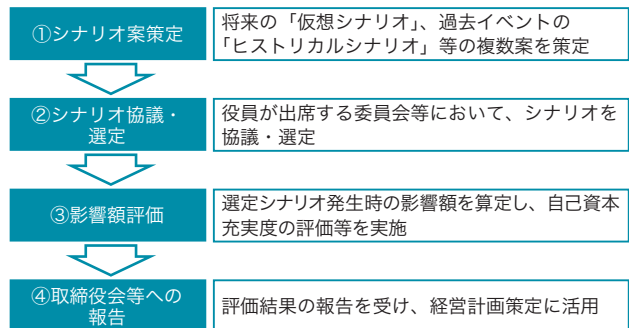 ①シナリオ案策定
将来の「仮想シナリオ」、過去イベントの
「ヒストリカルシナリオ」等の複数案を策定
②シナリオ協議・
選定
役員が出席する委員会等において、シナリオを
協議・選定
③影響額評価
選定シナリオ発生時の影響額を算定し、自己資本
充実度の評価等を実施
④取締役会等への
報告
評価結果の報告を受け、経営計画策定に活用